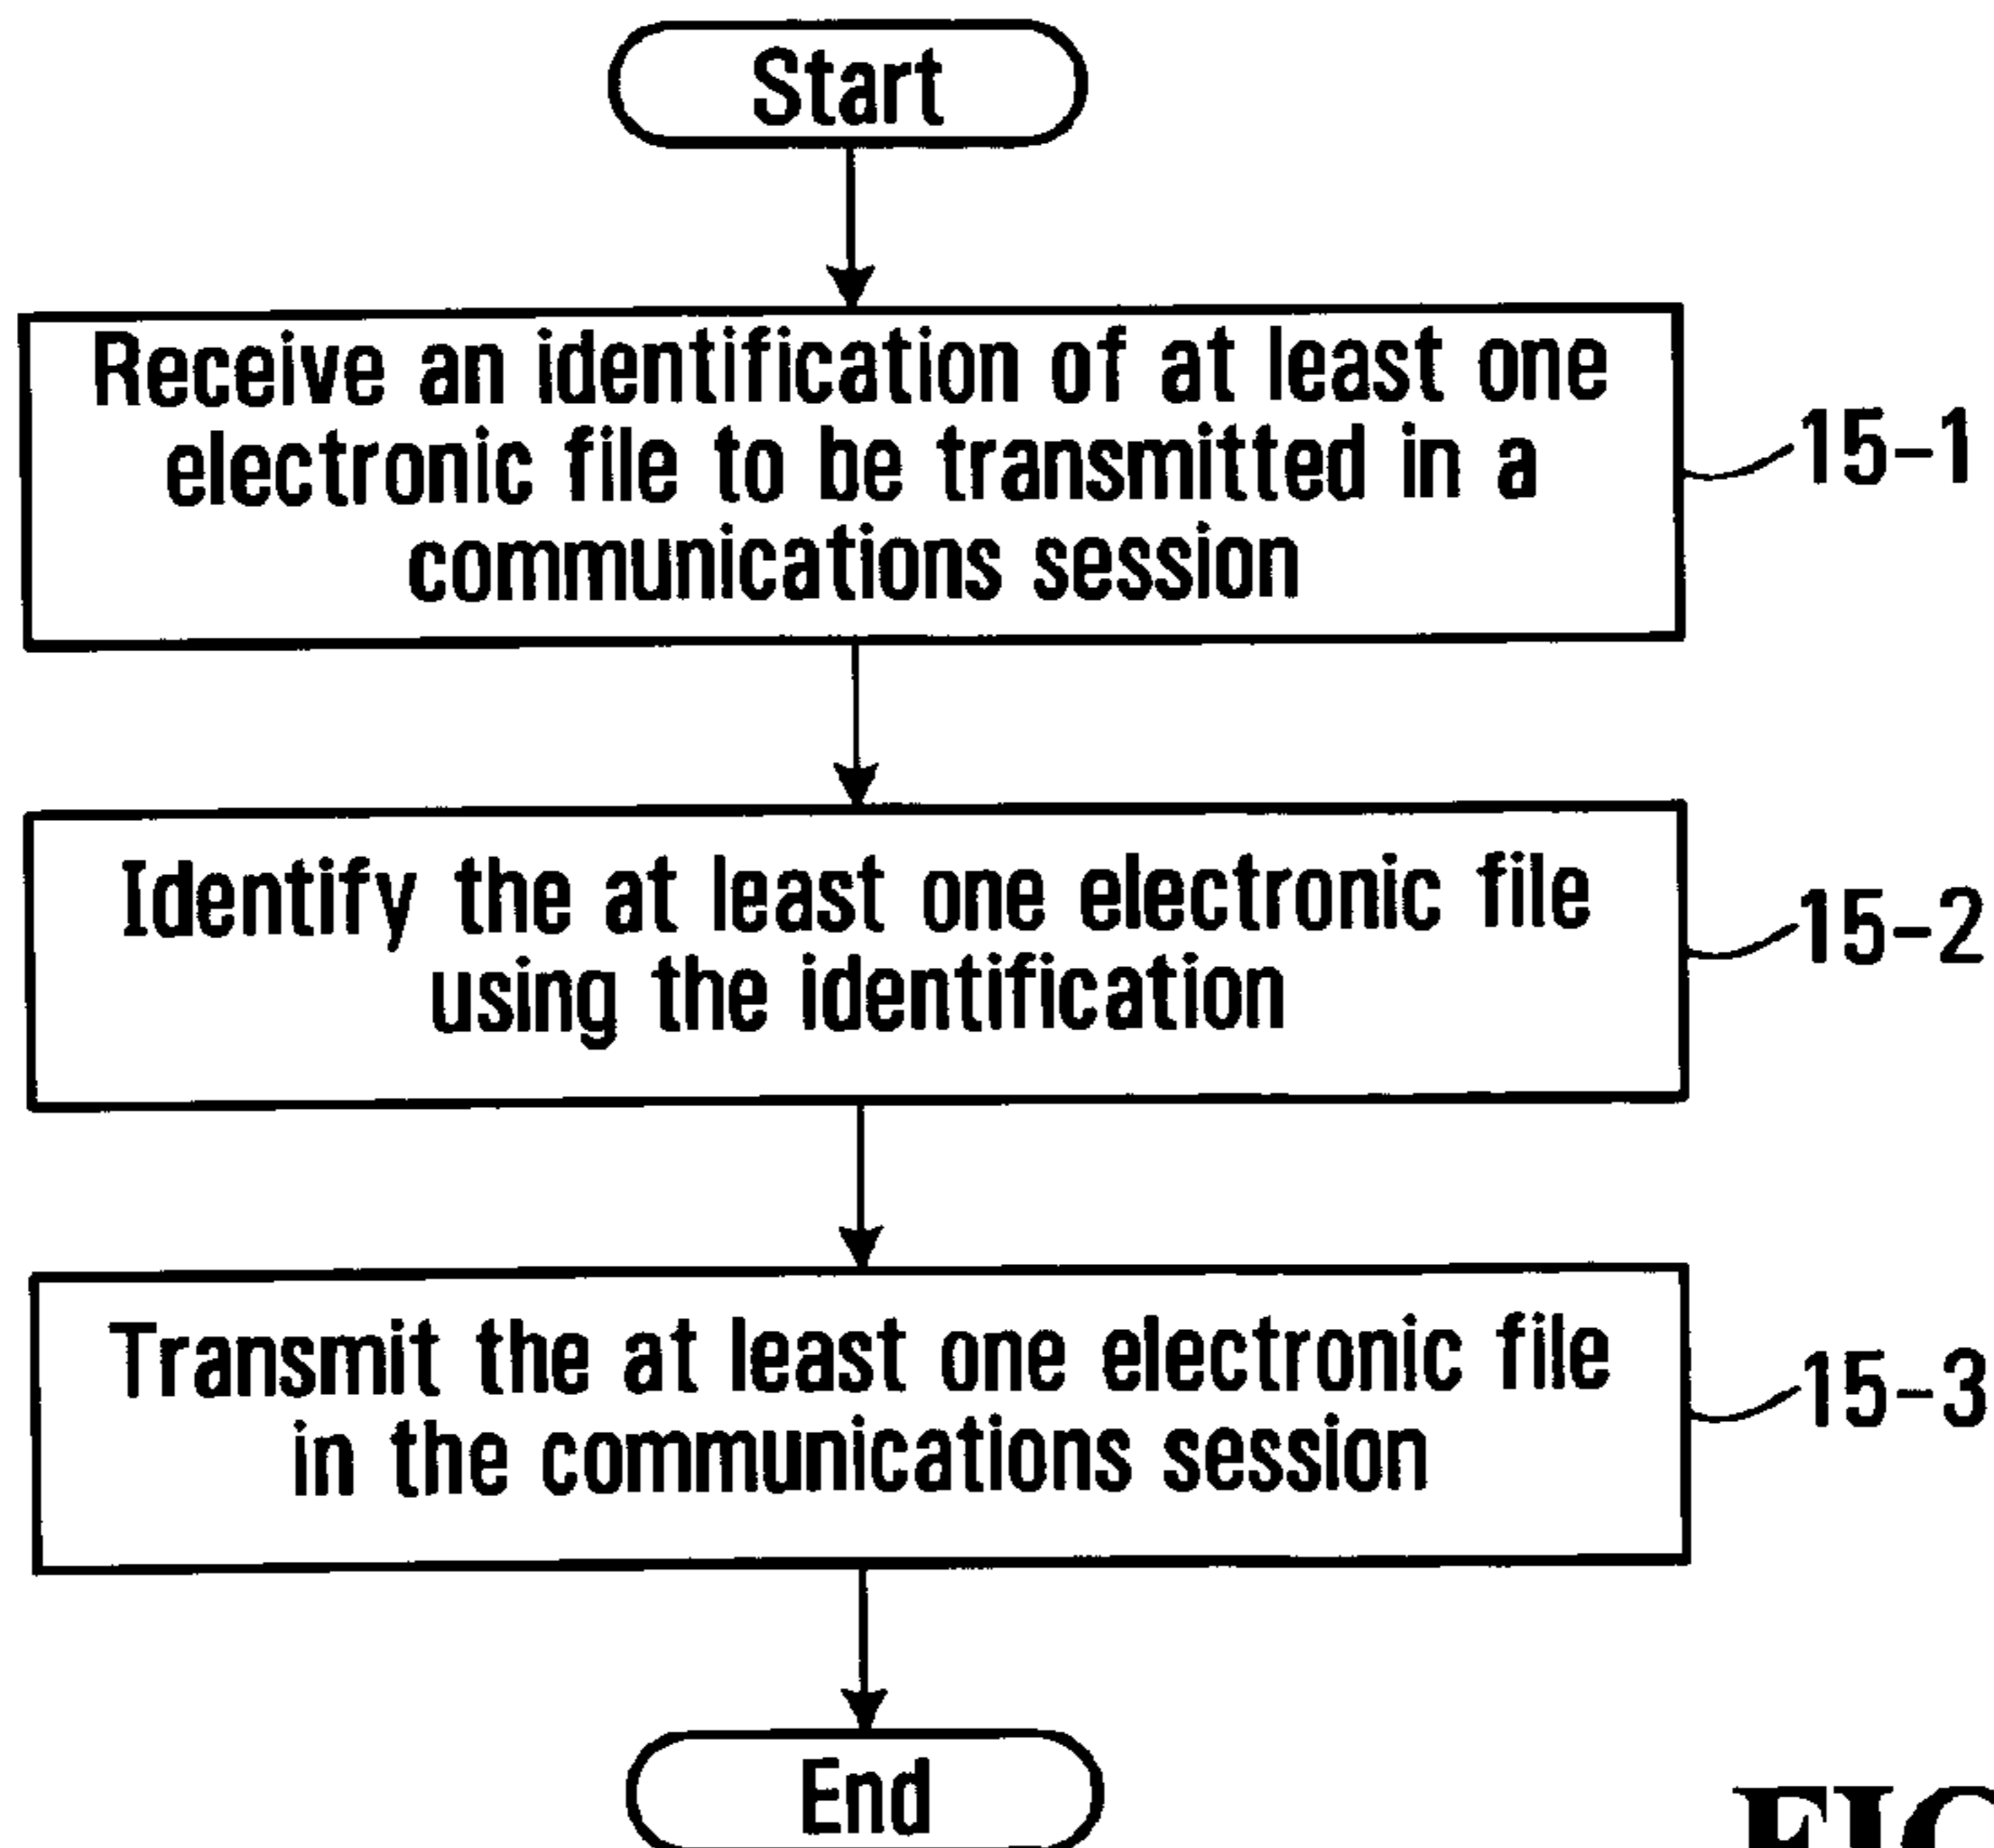 Start
Receive an identification of at least one
electronic file to be transmitted in a
communications session
15-1
Identify the at least one electronic file
using the identification
15-2
Transmit the at least one electronic file
in the communications session
15-3
End